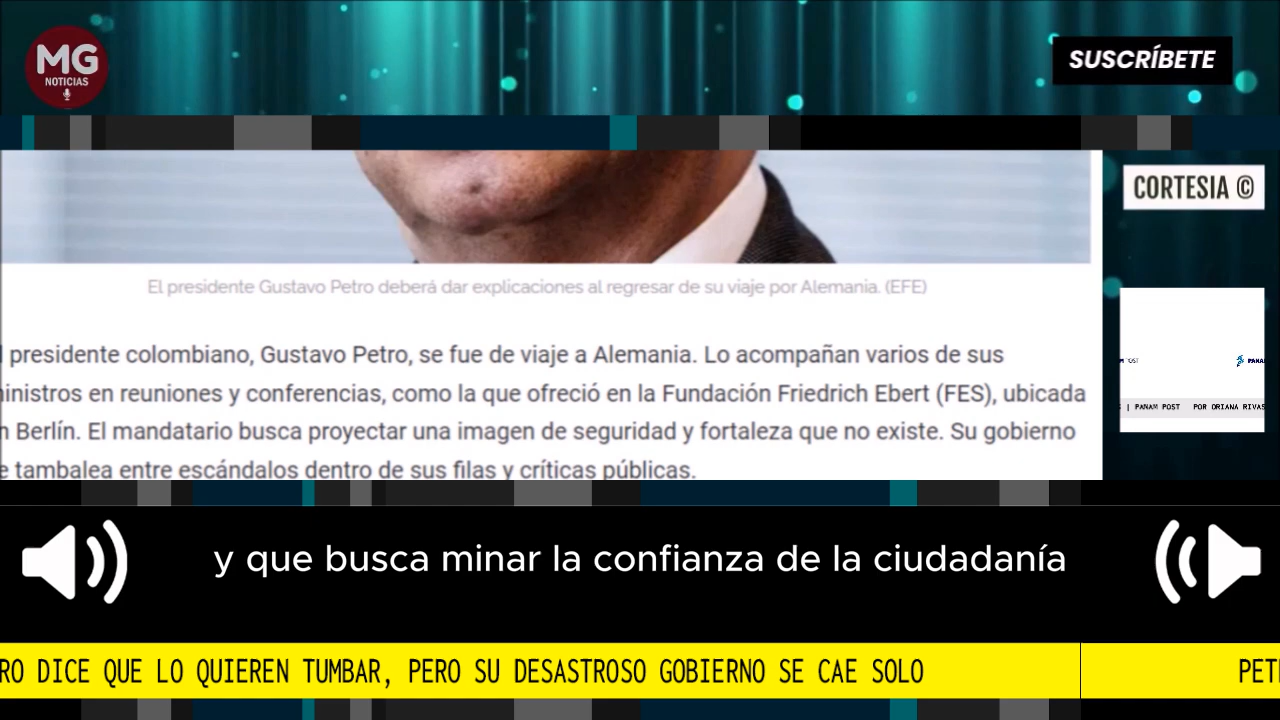 MG
NOTICIAS
SUSCRÍBETE
CORTESIA ©
El presidente Gustavo Petro deberá dar explicaciones al regresar de su viaje por Alemania. (EFE)
presidente colombiano, Gustavo Petro, se fue de viaje a Alemania. Lo acompañan varios de sus
inistros en reuniones y conferencias, como la que ofreció en la Fundación Friedrich Ebert (FES), ubicada
n Berlín. El mandatario busca proyectar una imagen de seguridad y fortaleza que no existe. Su gobierno
e tambalea entre escándalos dentro de sus filas y críticas públicas.
| PANAM POST POR ORIANA RIVAS
y que busca minar la confianza de la ciudadanía
RO DICE QUE LO QUIEREN TUMBAR, PERO SU DESASTROSO GOBIERNO SE CAE SOLO
PET